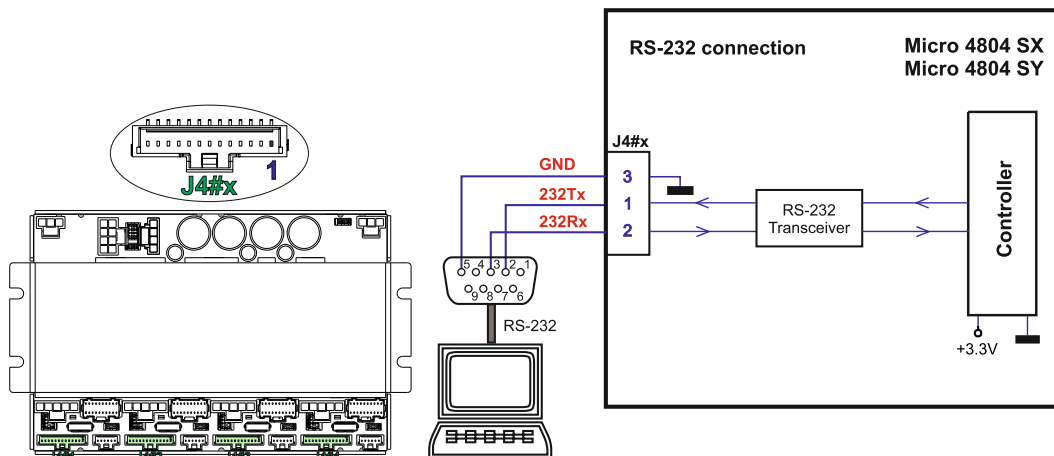 RS-232 connection
Micro 4804 SX
Micro 4804 SY
J4#x
1
J4#x
GND
3
232Tx
1
232Rx
2
RS-232
Transceiver
Controller
+3.3V
5 4 3 2 1
9 8 7 6
RS-232